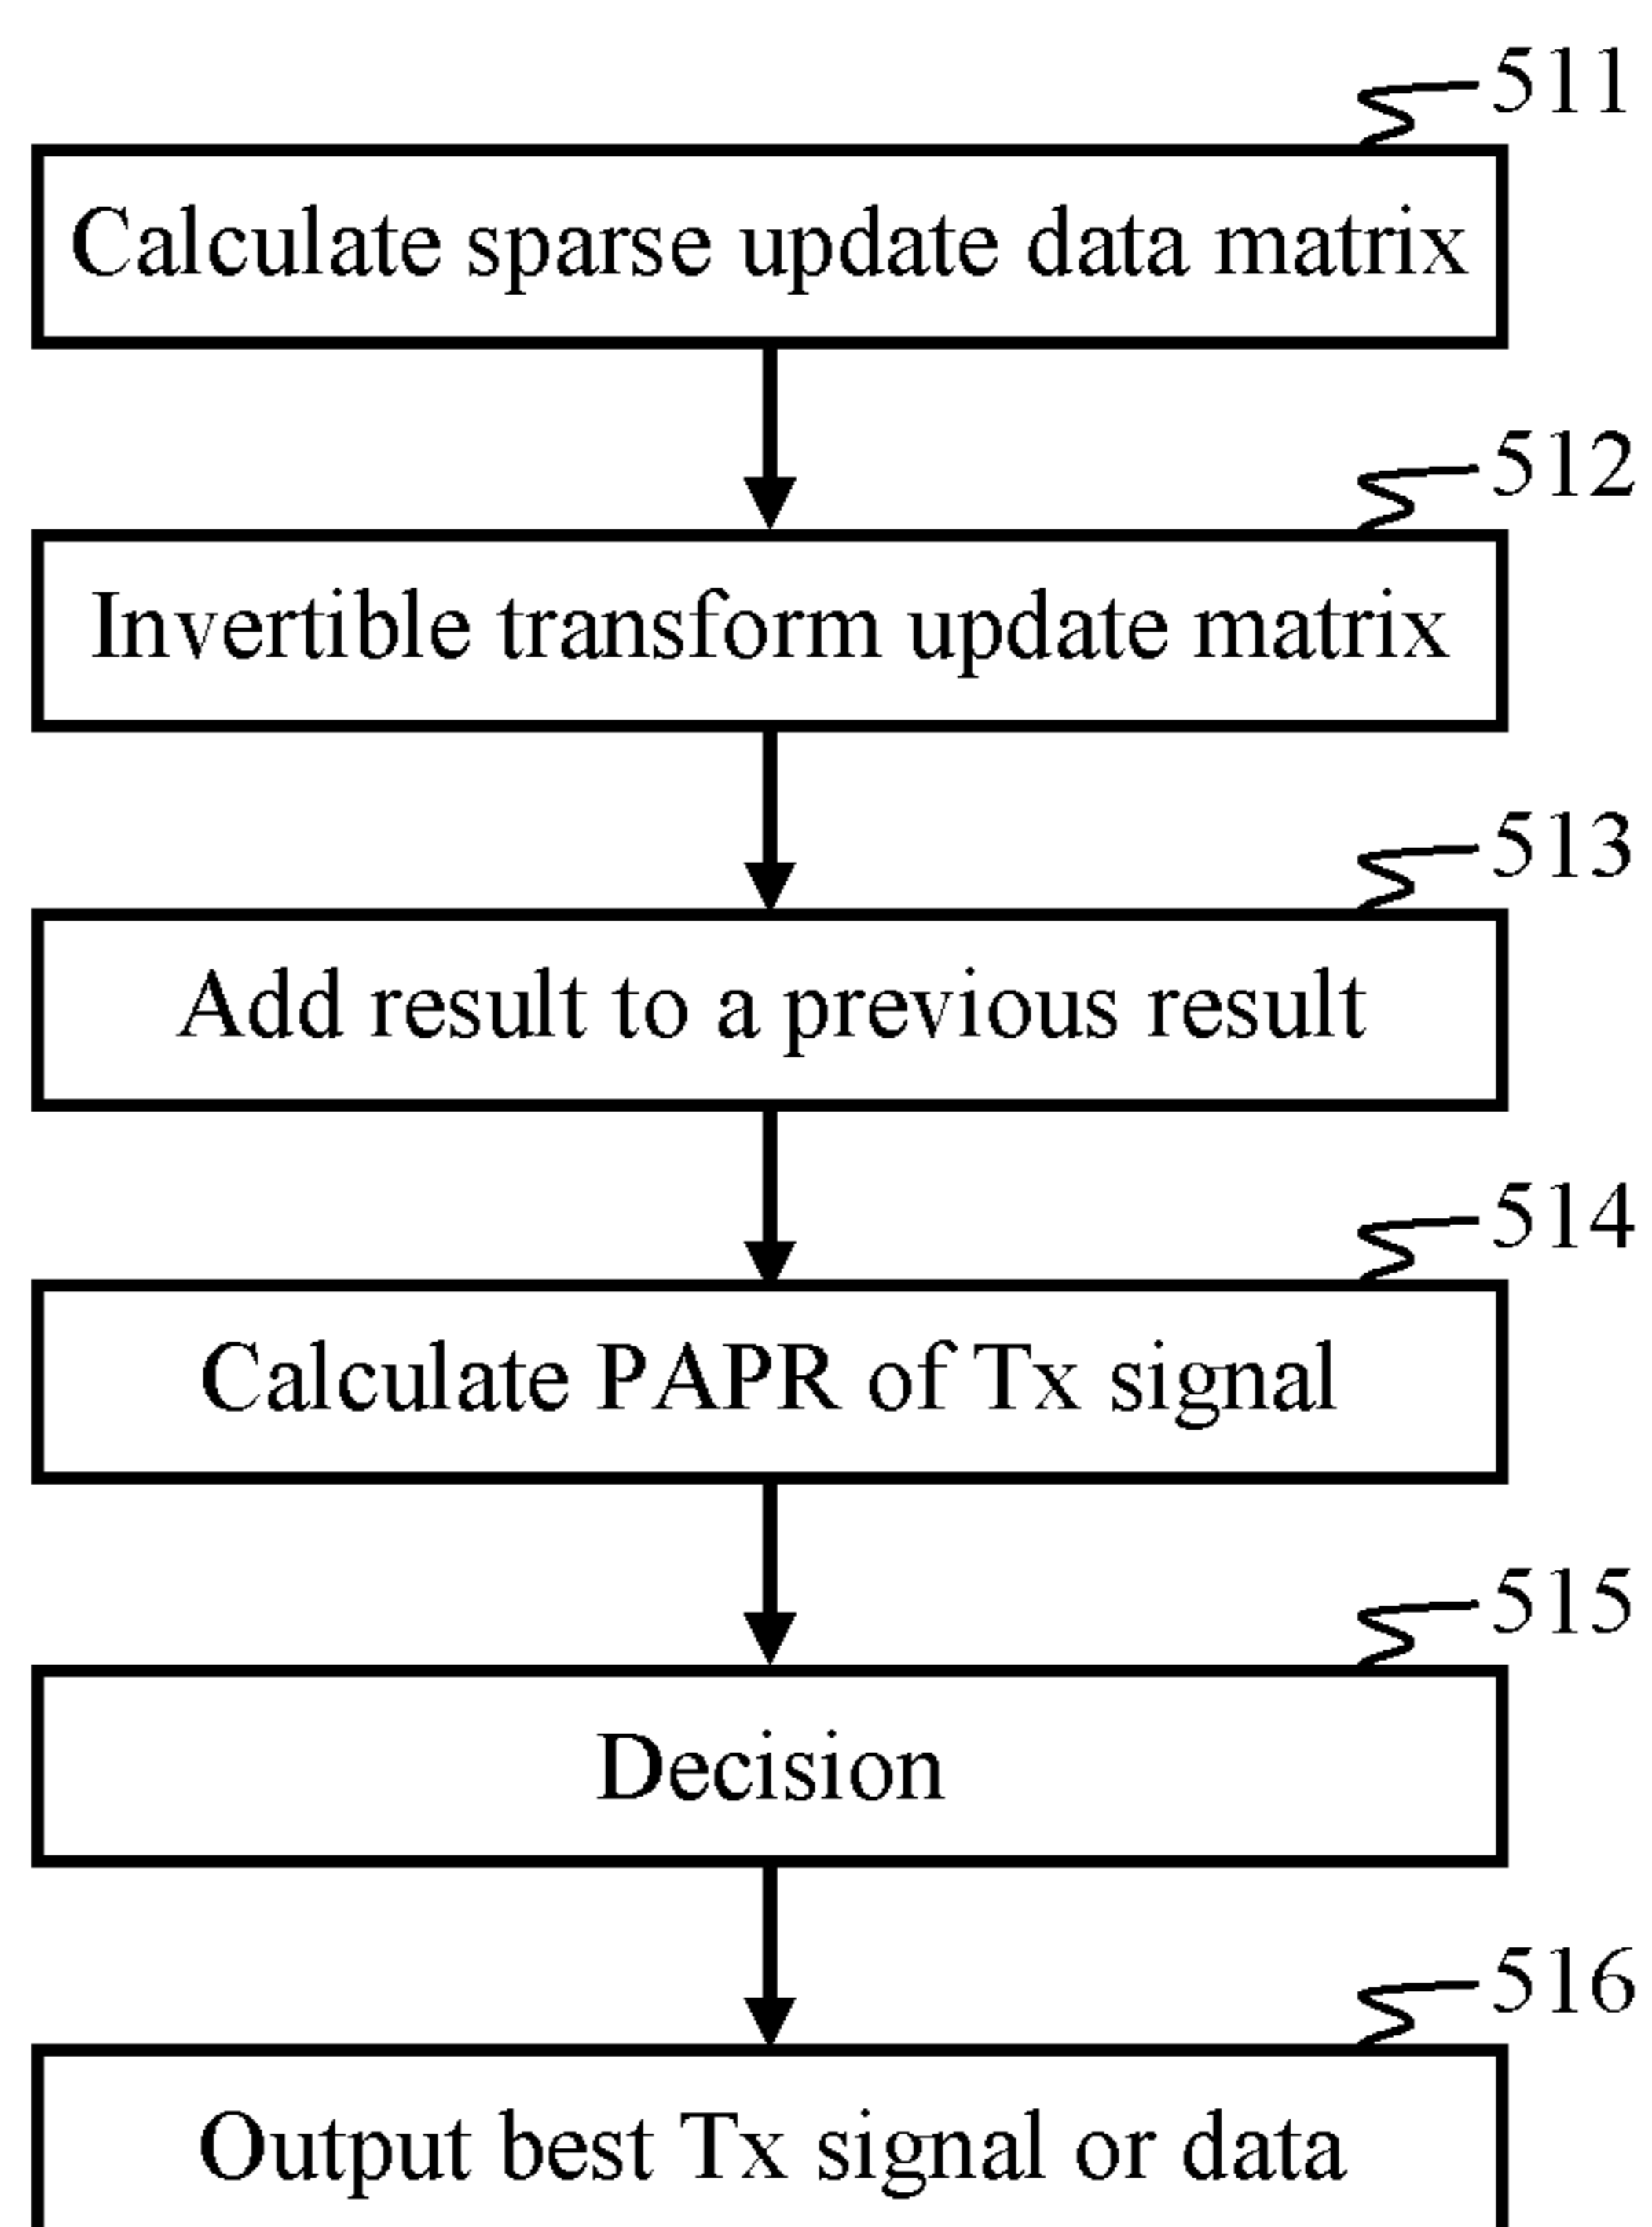 511
Calculate sparse update data matrix
512
Invertible transform update matrix
513
Add result to a previous result
514
Calculate PAPR of Tx signal
515
Decision
516
Output best Tx signal or data